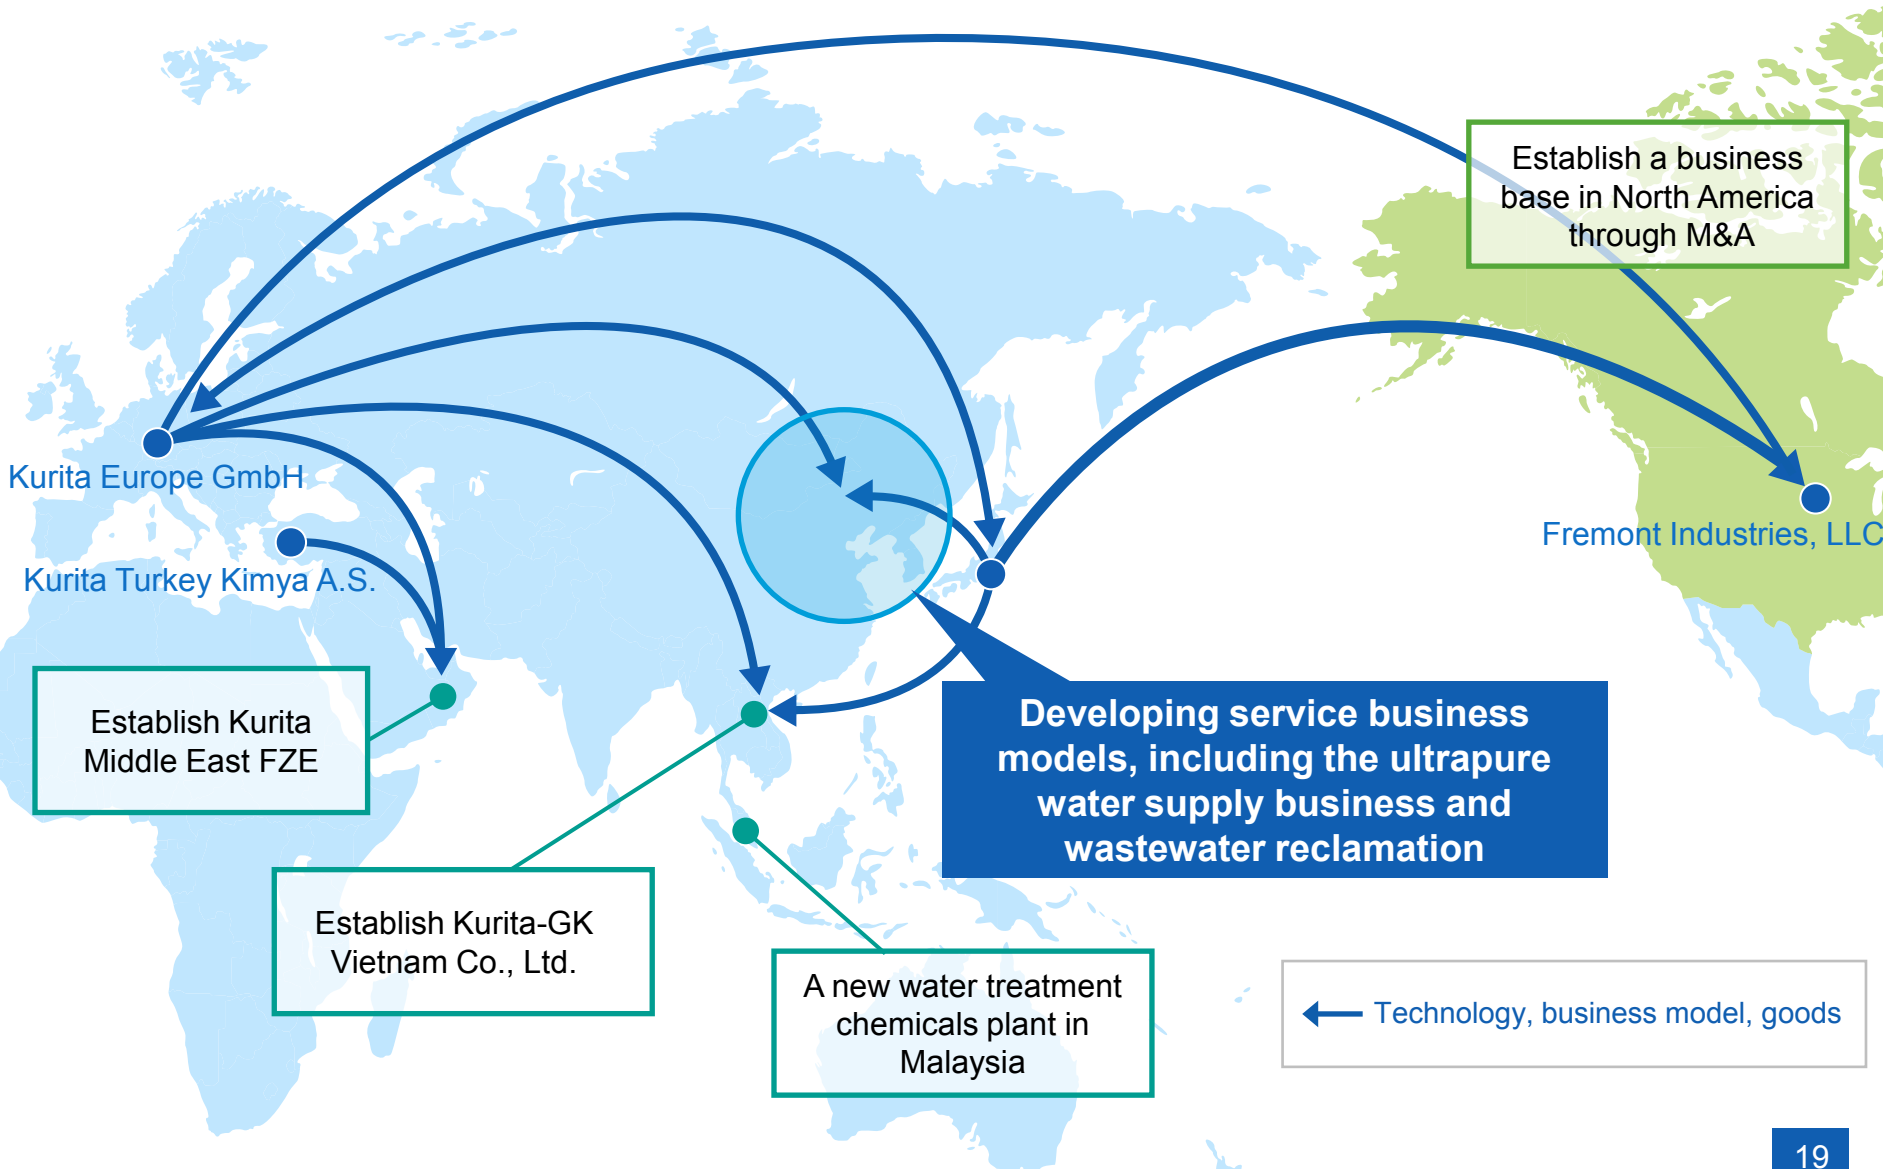 Establish a business
base in North America
through M&A
Kurita Europe GmbH
Fremont Industries, LLC
Kurita Turkey Kimya A.S.
Establish Kurita
Middle East FZE
Developing service business
models, including the ultrapure
water supply business and
wastewater reclamation
Establish Kurita-GK
Vietnam Co., Ltd.
A new water treatment
chemicals plant in
Malaysia
Technology, business model, goods
19